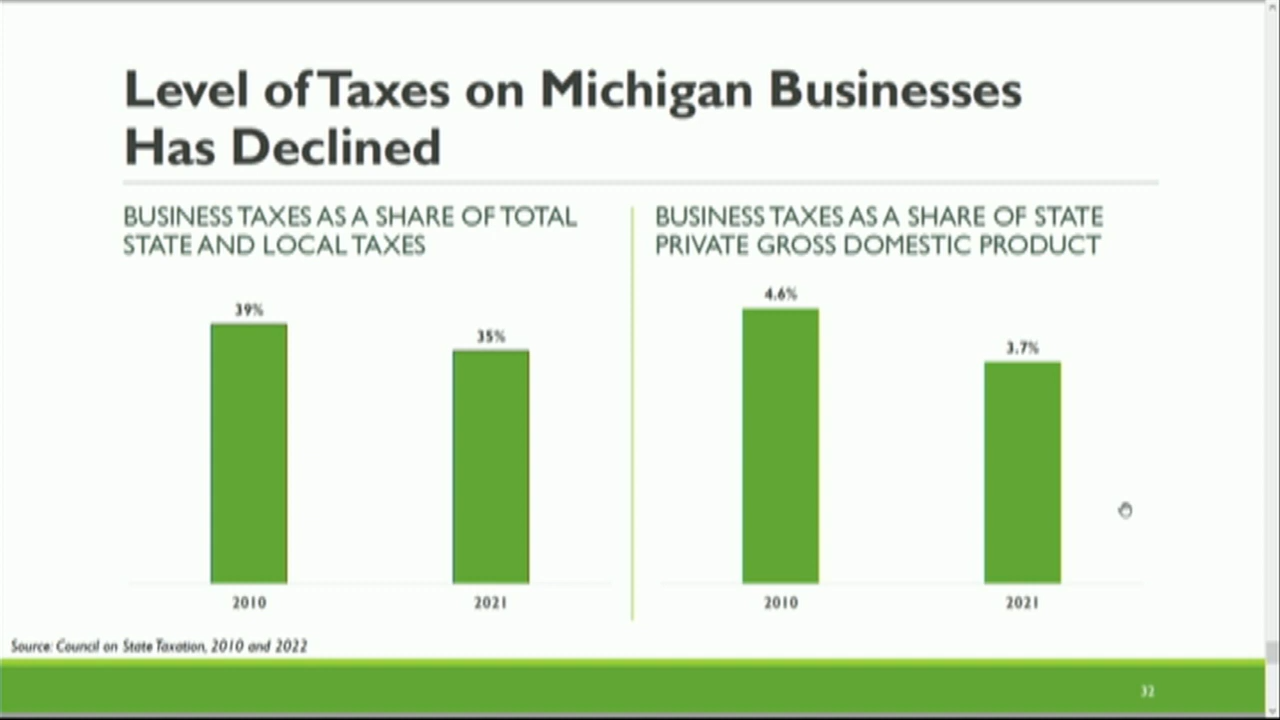 Level of Taxes on Michigan Businesses
Has Declined
BUSINESS TAXES AS A SHARE OF TOTAL
STATE AND LOCAL TAXES
39%
35%
2010
2021
BUSINESS TAXES AS A SHARE OF STATE
PRIVATE GROSS DOMESTIC PRODUCT
4.6%
3.7%
2010
2021
Source: Council on State Taxation, 2010 and 2022
32